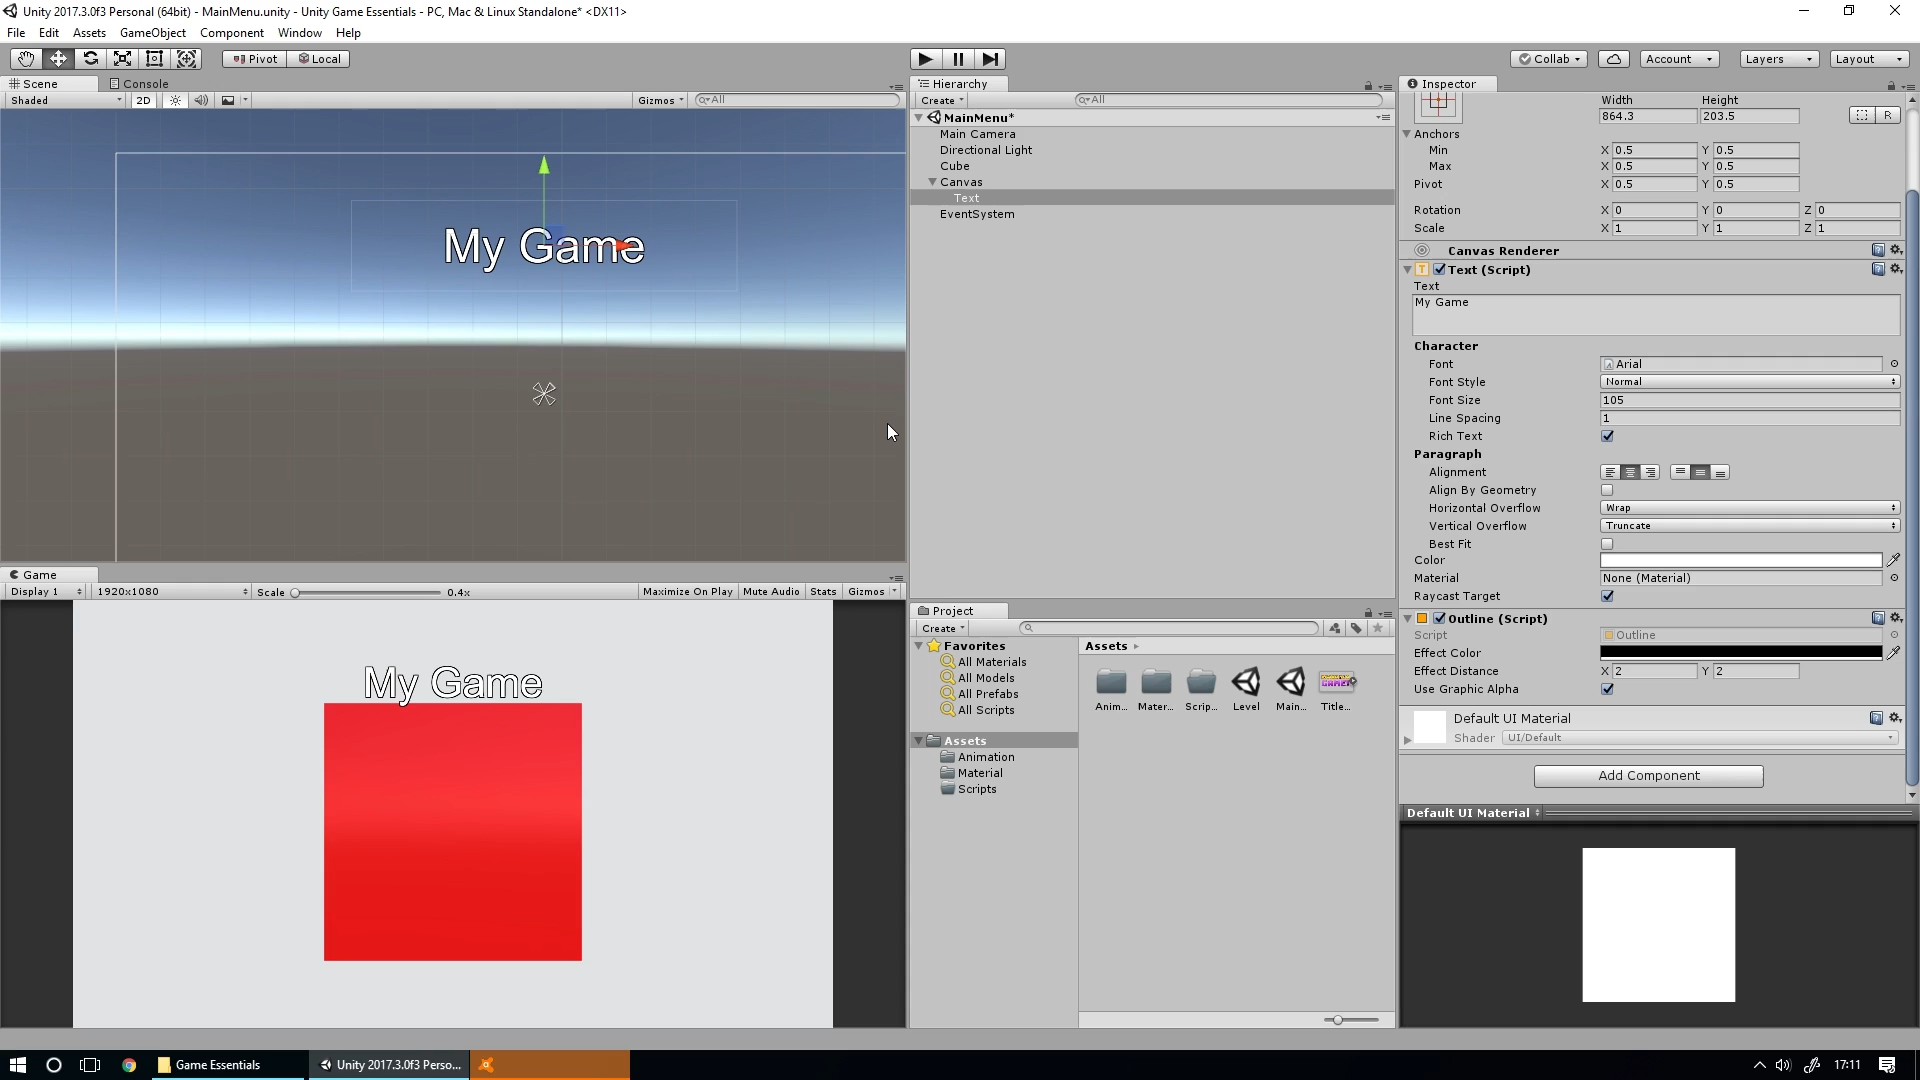 Unity 2017.3.0f3 Personal (64bit) - MainMenu.unity - Unity Game Essentials - PC, Mac & Linux Standalone* <DX11>
File Edit Assets GameObject Component Window Help
Pivot Local
Collab Account Layers Layout
Scene Console
Shaded 2D Gizmos All
My Game
Game
Display 1 1920x1080 Scale 0.4x Maximize On Play Mute Audio Stats Gizmos
My Game
Hierarchy
Create All
MainMenu*
Main Camera
Directional Light
Cube
Canvas
Text
EventSystem
Project
Create
Favorites
All Materials
All Models
All Prefabs
All Scripts
Assets
Animation
Material
Scripts
Assets
Anim... Mater... Scrip... Level Main... Title...
Inspector
Width Height
864.3 203.5
R
Anchors
Min X 0.5 Y 0.5
Max X 0.5 Y 0.5
Pivot X 0.5 Y 0.5
Rotation X 0 Y 0 Z 0
Scale X 1 Y 1 Z 1
Canvas Renderer
T Text (Script)
Text
My Game
Character
Font Arial
Font Style Normal
Font Size 105
Line Spacing 1
Rich Text
Paragraph
Alignment
Align By Geometry
Horizontal Overflow Wrap
Vertical Overflow Truncate
Best Fit
Color
Material None (Material)
Raycast Target
Outline (Script)
Script Outline
Effect Color
Effect Distance X 2 Y 2
Use Graphic Alpha
Default UI Material
Shader UI/Default
Add Component
Default UI Material
Game Essentials Unity 2017.3.0f3 Perso... 17:11